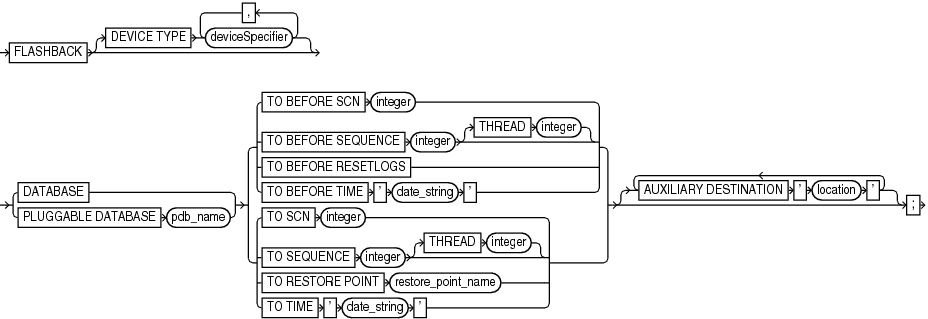 ,
DEVICE TYPE deviceSpecifier
FLASHBACK
TO BEFORE SCN integer
THREAD integer
TO BEFORE SEQUENCE integer
TO BEFORE RESETLOGS
DATABASE TO BEFORE TIME ' date_string ' AUXILIARY DESTINATION ' location '
PLUGGABLE DATABASE pdb_name TO SCN integer ;
THREAD integer
TO SEQUENCE integer
TO RESTORE POINT restore_point_name
TO TIME ' date_string '